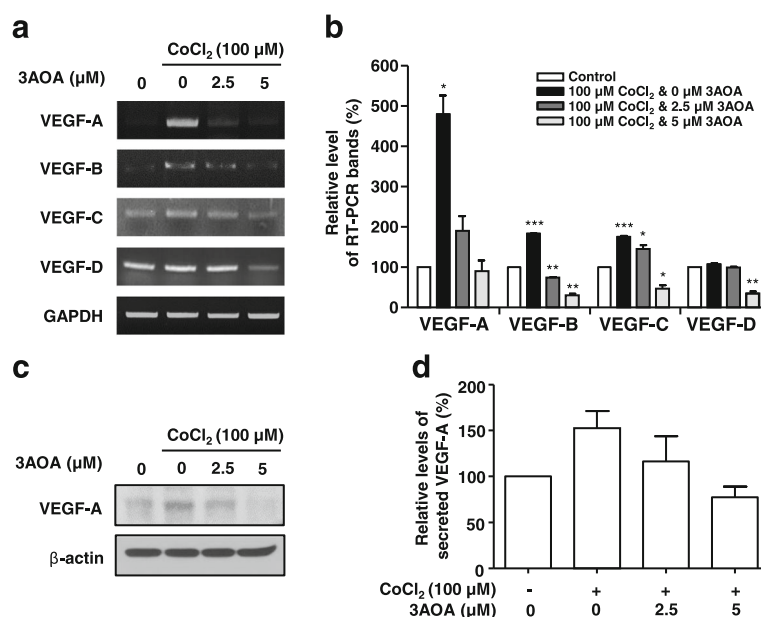 a
CoCl2 (100 µM)
3AOA (µM) 0 0 2.5 5
VEGF-A
VEGF-B
VEGF-C
VEGF-D
GAPDH
b
Relative level
of RT-PCR bands (%)
600
500
400
300
200
100
0
Control
100 µM CoCl2 & 0 µM 3AOA
100 µM CoCl2 & 2.5 µM 3AOA
100 µM CoCl2 & 5 µM 3AOA
*
*** ** **
*** * *
**
VEGF-A VEGF-B VEGF-C VEGF-D
c
CoCl2 (100 µM)
3AOA (µM) 0 0 2.5 5
VEGF-A
β-actin
d
Relative levels of
secreted VEGF-A (%)
200
150
100
50
0
CoCl2 (100 µM) - + + +
3AOA (µM) 0 0 2.5 5